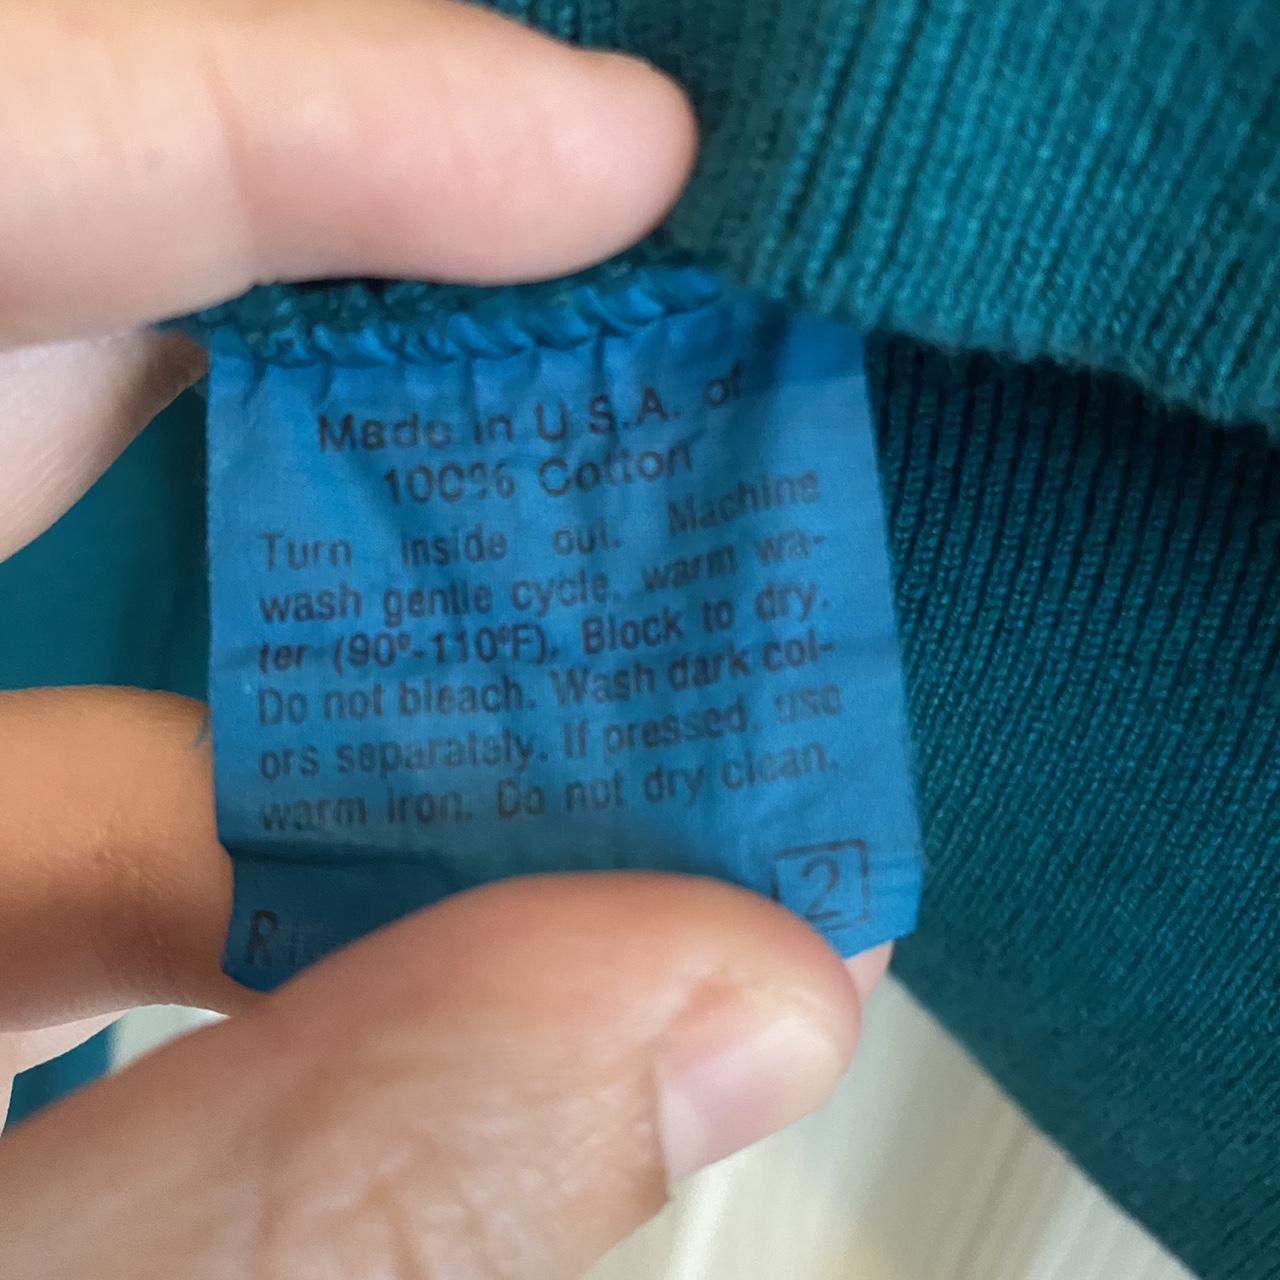 Made in U.S.A. of
100% Cotton
Turn inside out. Machine
wash gentle cycle, warm wa-
ter (90°-110°F). Block to dry.
Do not bleach. Wash dark col-
ors separately. If pressed, use
warm iron. Do not dry clean.
2
R